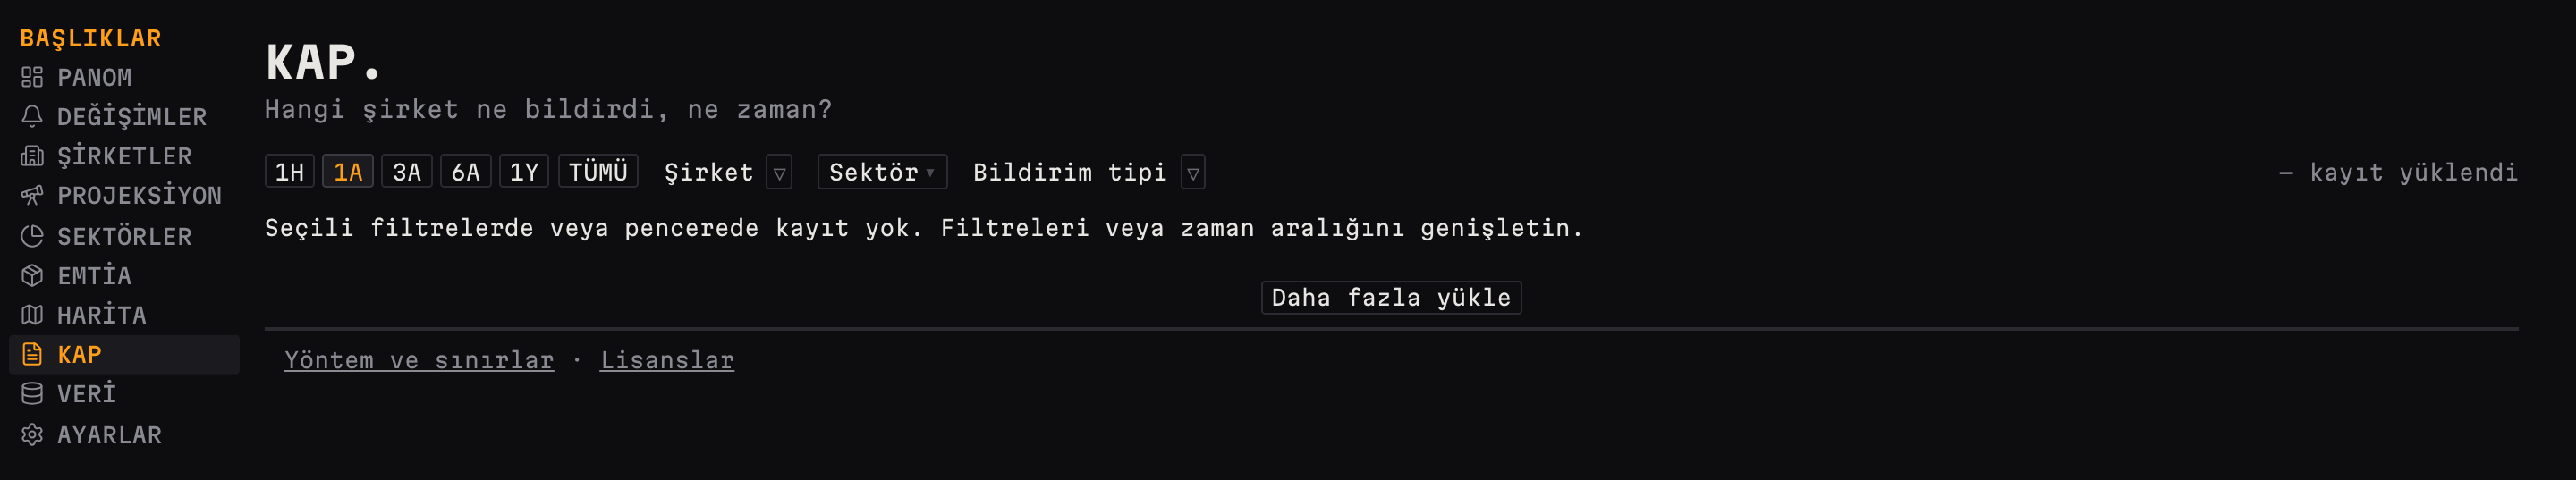 BAŞLIKLAR
PANOM
DEĞİŞİMLER
ŞİRKETLER
PROJEKSİYON
SEKTÖRLER
EMTİA
HARİTA
KAP
VERİ
AYARLAR
KAP.
Hangi şirket ne bildirdi, ne zaman?
1H 1A 3A 6A 1Y TÜMÜ Şirket ▽ Sektör ▾ Bildirim tipi ▽ — kayıt yüklendi
Seçili filtrelerde veya pencerede kayıt yok. Filtreleri veya zaman aralığını genişletin.
Daha fazla yükle
Yöntem ve sınırlar · Lisanslar